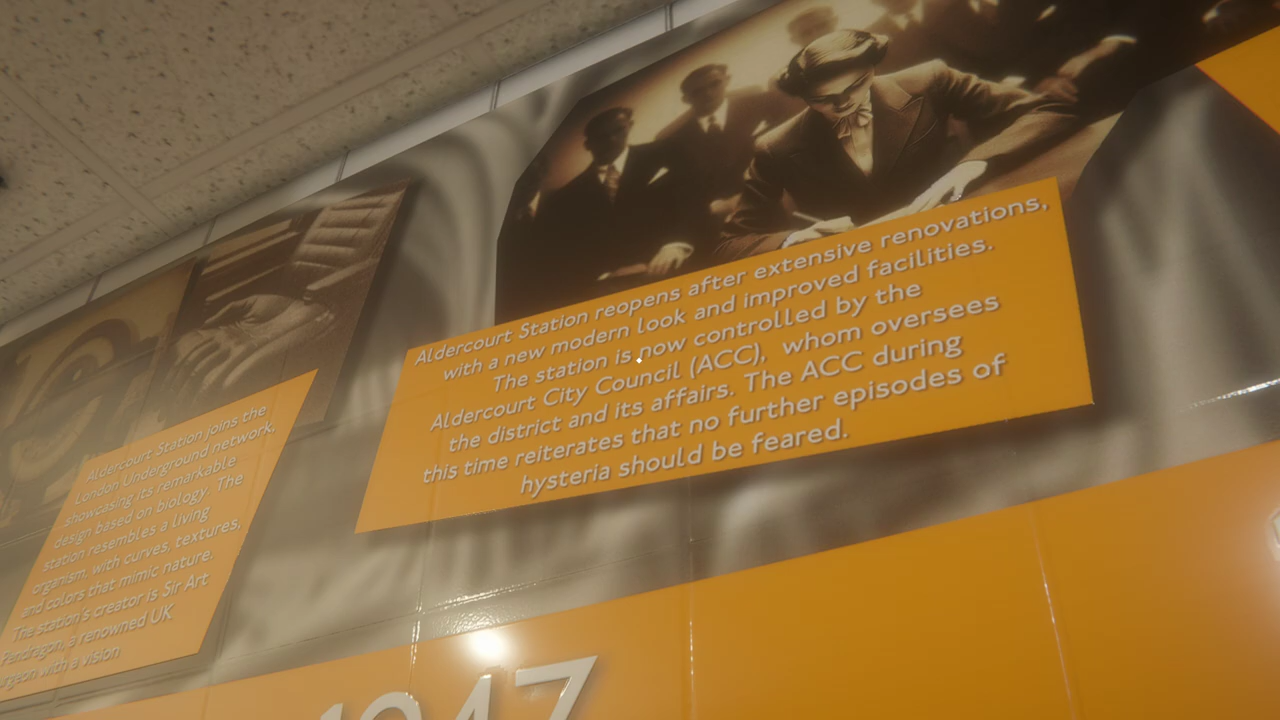 Aldercourt Station joins the
London Underground network,
showcasing its remarkable
design based on biology. The
station resembles a living
organism, with curves, textures,
and colors that mimic nature.
The station's creator is Sir Art
Pendragon, a renowned UK
with a vision
Aldercourt Station reopens after extensive renovations,
with a new modern look and improved facilities.
The station is now controlled by the
Aldercourt City Council (ACC), whom oversees
the district and its affairs. The ACC during
this time reiterates that no further episodes of
hysteria should be feared.
1947